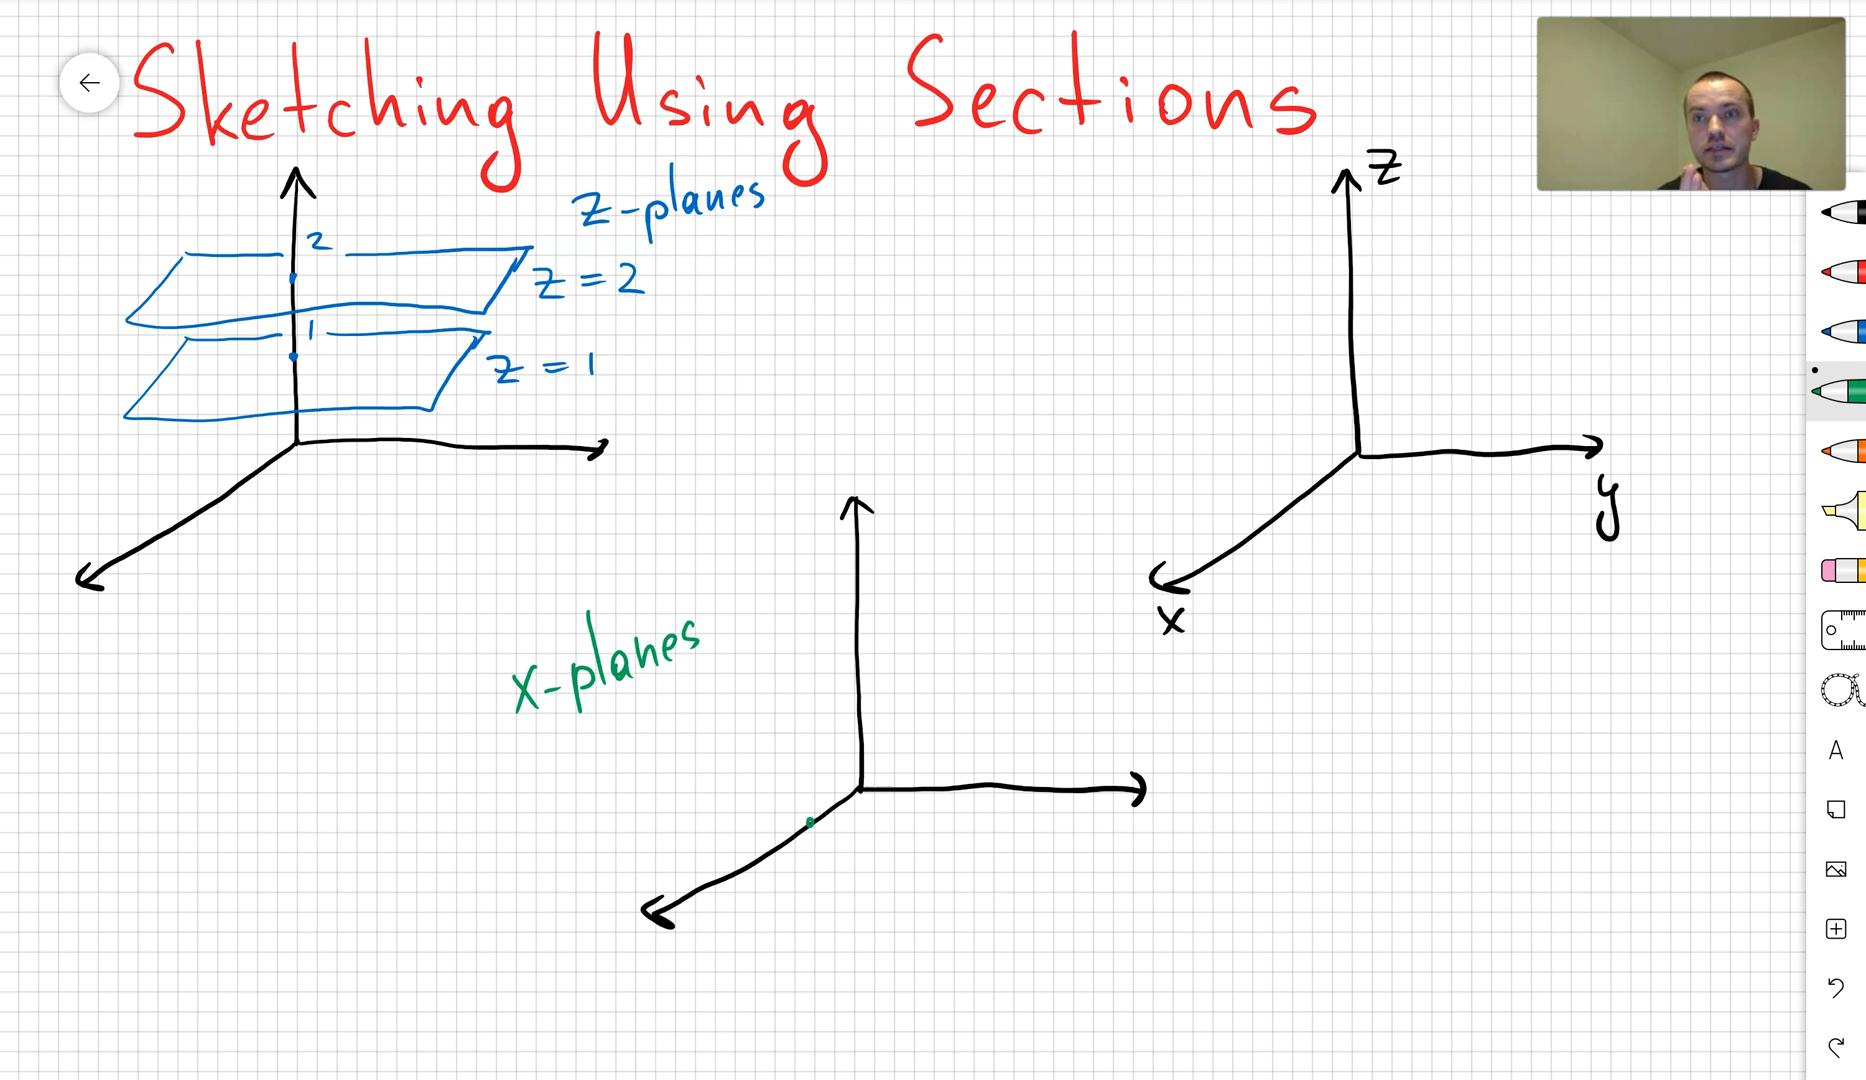 Sketching Using Sections
z-planes
2
z = 2
1
z = 1
z
y
x
x-planes
A